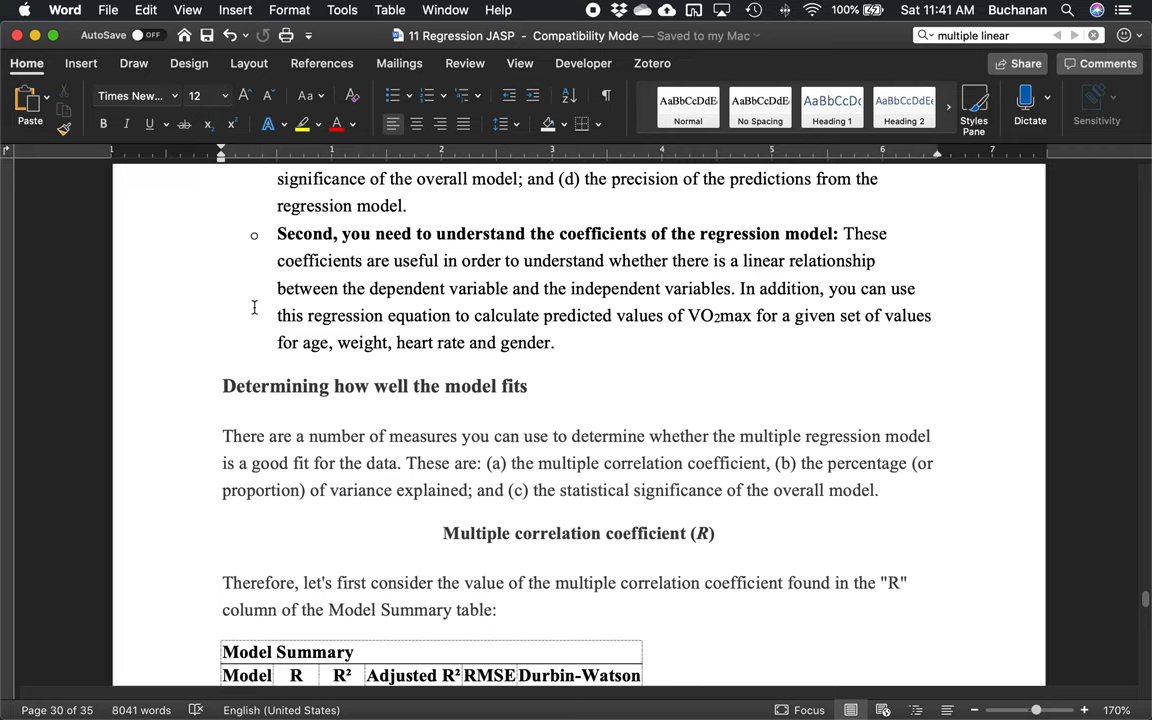 Word File Edit View Insert Format Tools Table Window Help 100% Sat 11:41 AM Buchanan
AutoSave OFF 11 Regression JASP - Compatibility Mode — Saved to my Mac multiple linear
Home Insert Draw Design Layout References Mailings Review View Developer Zotero Share Comments
Paste Times New... 12 Aa AaBbCcDdE Normal AaBbCcDdE No Spacing AaBbCcDc Heading 1 AaBbCcDdEe Heading 2 Styles Pane Dictate Sensitivity
1 1 2 3 4 5 6 7
significance of the overall model; and (d) the precision of the predictions from the
regression model.
o Second, you need to understand the coefficients of the regression model: These
coefficients are useful in order to understand whether there is a linear relationship
between the dependent variable and the independent variables. In addition, you can use
this regression equation to calculate predicted values of VO2max for a given set of values
for age, weight, heart rate and gender.
Determining how well the model fits
There are a number of measures you can use to determine whether the multiple regression model
is a good fit for the data. These are: (a) the multiple correlation coefficient, (b) the percentage (or
proportion) of variance explained; and (c) the statistical significance of the overall model.
Multiple correlation coefficient (R)
Therefore, let's first consider the value of the multiple correlation coefficient found in the "R"
column of the Model Summary table:
Model Summary
Model R R² Adjusted R² RMSE Durbin-Watson
Page 30 of 35 8041 words English (United States) Focus 170%